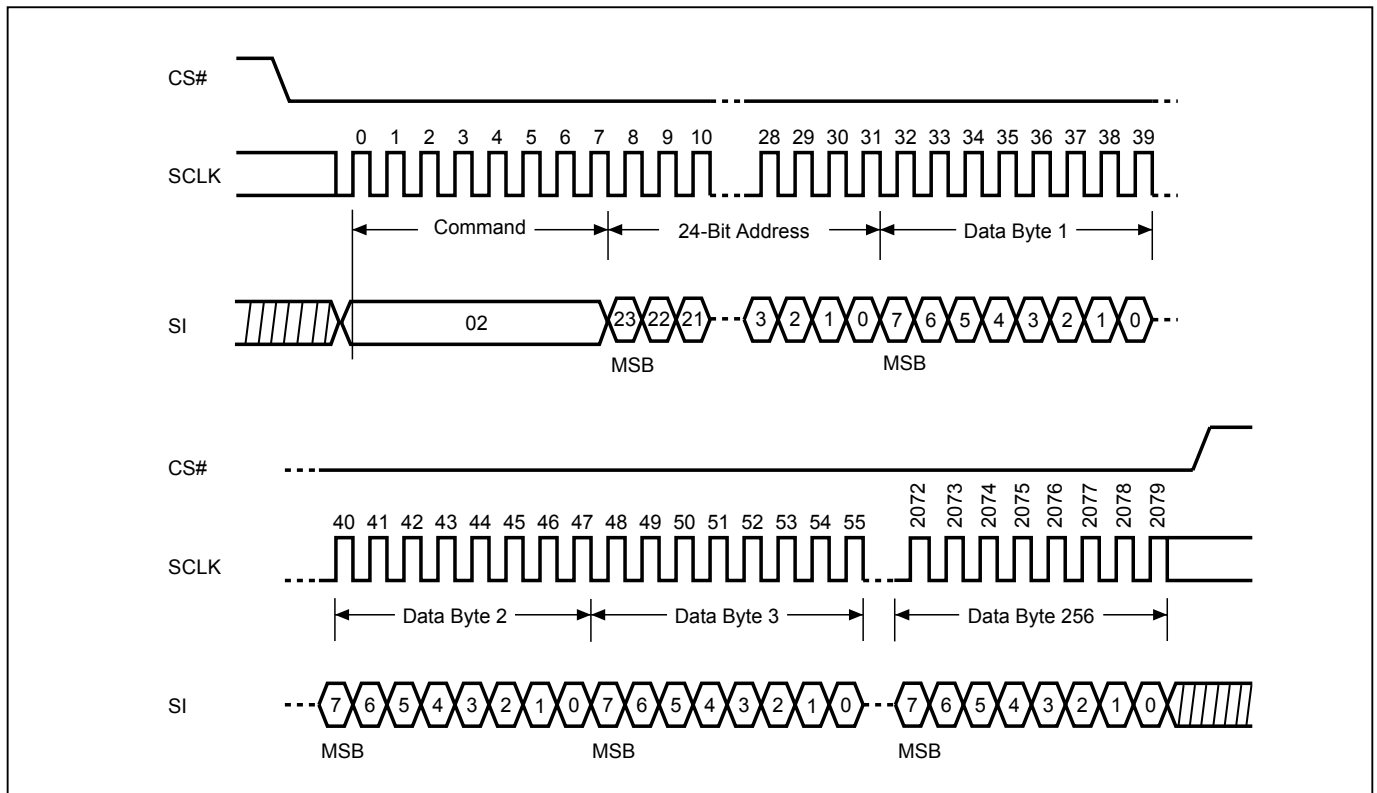 CS#
0 1 2 3 4 5 6 7 8 9 10 28 29 30 31 32 33 34 35 36 37 38 39
SCLK
Command 24-Bit Address Data Byte 1
SI 02 23 22 21 3 2 1 0 7 6 5 4 3 2 1 0
MSB MSB
CS#
2072 2073 2074 2075 2076 2077 2078 2079
40 41 42 43 44 45 46 47 48 49 50 51 52 53 54 55
SCLK
Data Byte 2 Data Byte 3 Data Byte 256
SI 7 6 5 4 3 2 1 0 7 6 5 4 3 2 1 0 7 6 5 4 3 2 1 0
MSB MSB MSB